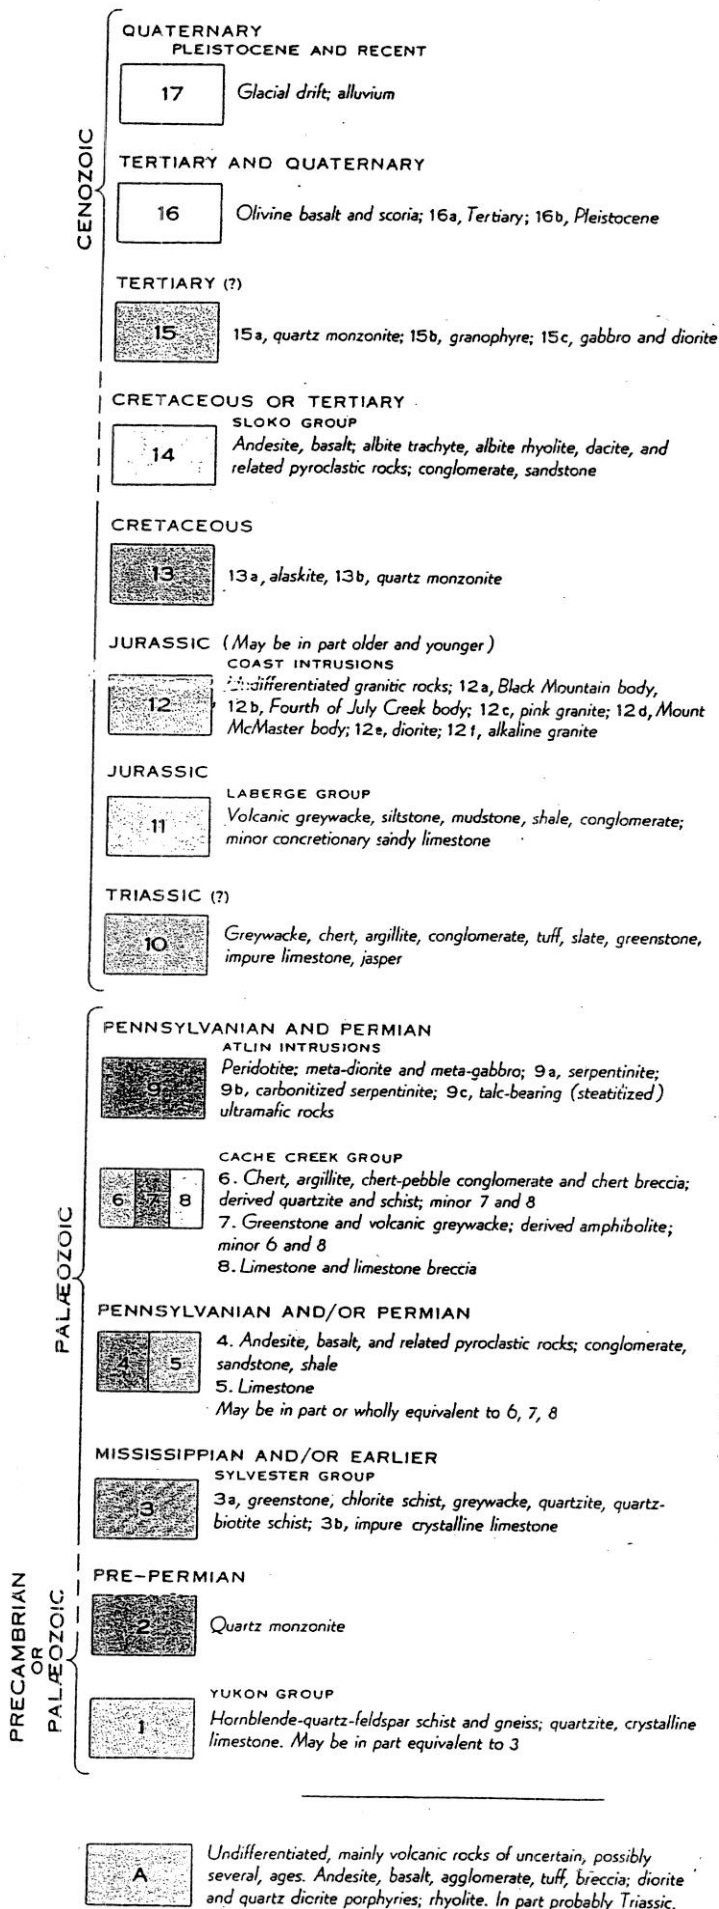 QUATERNARY
PLEISTOCENE AND RECENT
17 Glacial drift; alluvium
CENOZOIC
TERTIARY AND QUATERNARY
16 Olivine basalt and scoria; 16a, Tertiary; 16b, Pleistocene
TERTIARY (?)
15 15a, quartz monzonite; 15b, granophyre; 15c, gabbro and diorite
CRETACEOUS OR TERTIARY
SLOKO GROUP
14 Andesite, basalt; albite trachyte, albite rhyolite, dacite, and
related pyroclastic rocks; conglomerate, sandstone
CRETACEOUS
13 13a, alaskite, 13b, quartz monzonite
JURASSIC (May be in part older and younger)
COAST INTRUSIONS
Undifferentiated granitic rocks; 12a, Black Mountain body,
12 12b, Fourth of July Creek body; 12c, pink granite; 12d, Mount
McMaster body; 12e, diorite; 12f, alkaline granite
JURASSIC
LABERGE GROUP
11 Volcanic greywacke, siltstone, mudstone, shale, conglomerate;
minor concretionary sandy limestone
TRIASSIC (?)
10 Greywacke, chert, argillite, conglomerate, tuff, slate, greenstone,
impure limestone, jasper
PALÆOZOIC
PENNSYLVANIAN AND PERMIAN
ATLIN INTRUSIONS
9 Peridotite; meta-diorite and meta-gabbro; 9a, serpentinite;
9b, carbonitized serpentinite; 9c, talc-bearing (steatitized)
ultramafic rocks
CACHE CREEK GROUP
6 7 8 6. Chert, argillite, chert-pebble conglomerate and chert breccia;
derived quartzite and schist; minor 7 and 8
7. Greenstone and volcanic greywacke; derived amphibolite;
minor 6 and 8
8. Limestone and limestone breccia
PENNSYLVANIAN AND/OR PERMIAN
4 5 4. Andesite, basalt, and related pyroclastic rocks; conglomerate,
sandstone, shale
5. Limestone
May be in part or wholly equivalent to 6, 7, 8
MISSISSIPPIAN AND/OR EARLIER
SYLVESTER GROUP
3 3a, greenstone, chlorite schist, greywacke, quartzite, quartz-
biotite schist; 3b, impure crystalline limestone
PRECAMBRIAN
OR
PALÆOZOIC
PRE-PERMIAN
2 Quartz monzonite
YUKON GROUP
1 Hornblende-quartz-feldspar schist and gneiss; quartzite, crystalline
limestone. May be in part equivalent to 3
A Undifferentiated, mainly volcanic rocks of uncertain, possibly
several, ages. Andesite, basalt, agglomerate, tuff, breccia; diorite
and quartz diorite porphyries; rhyolite. In part probably Triassic.